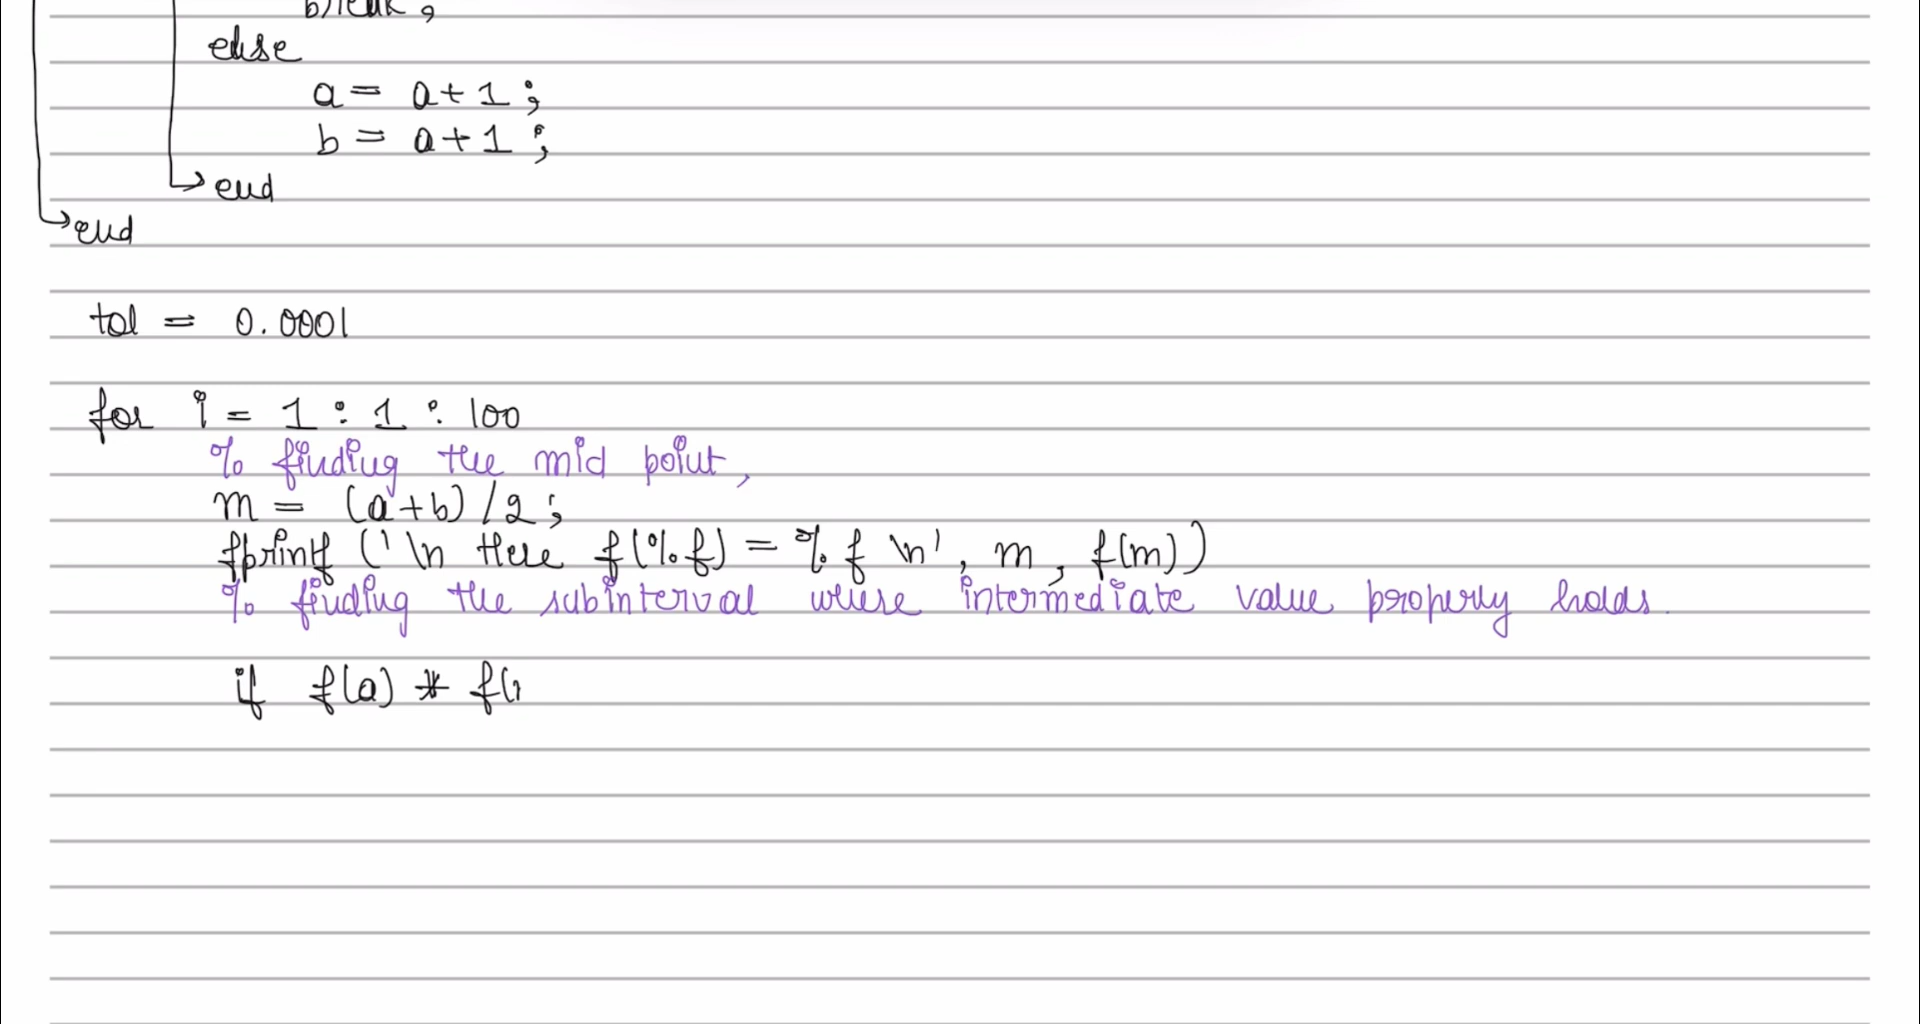 break ;
else
a = a+1 ;
b = a+1 ;
end
end
tol = 0.0001
for i = 1 : 1 : 100
% finding the mid point,
m = (a+b)/2 ;
fprintf ('\n Here f(%f) = %f \n', m, f(m))
% finding the subinterval where intermediate value property holds.
if f(a) * f(